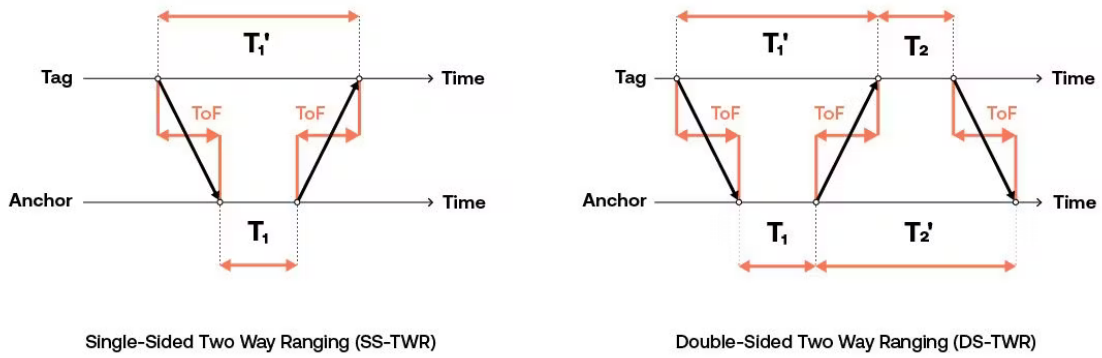 T₁'
Tag
Time
ToF
ToF
Anchor
Time
T₁
Single-Sided Two Way Ranging (SS-TWR)
T₁'
T₂
Tag
Time
ToF
ToF
ToF
Anchor
Time
T₁
T₂'
Double-Sided Two Way Ranging (DS-TWR)